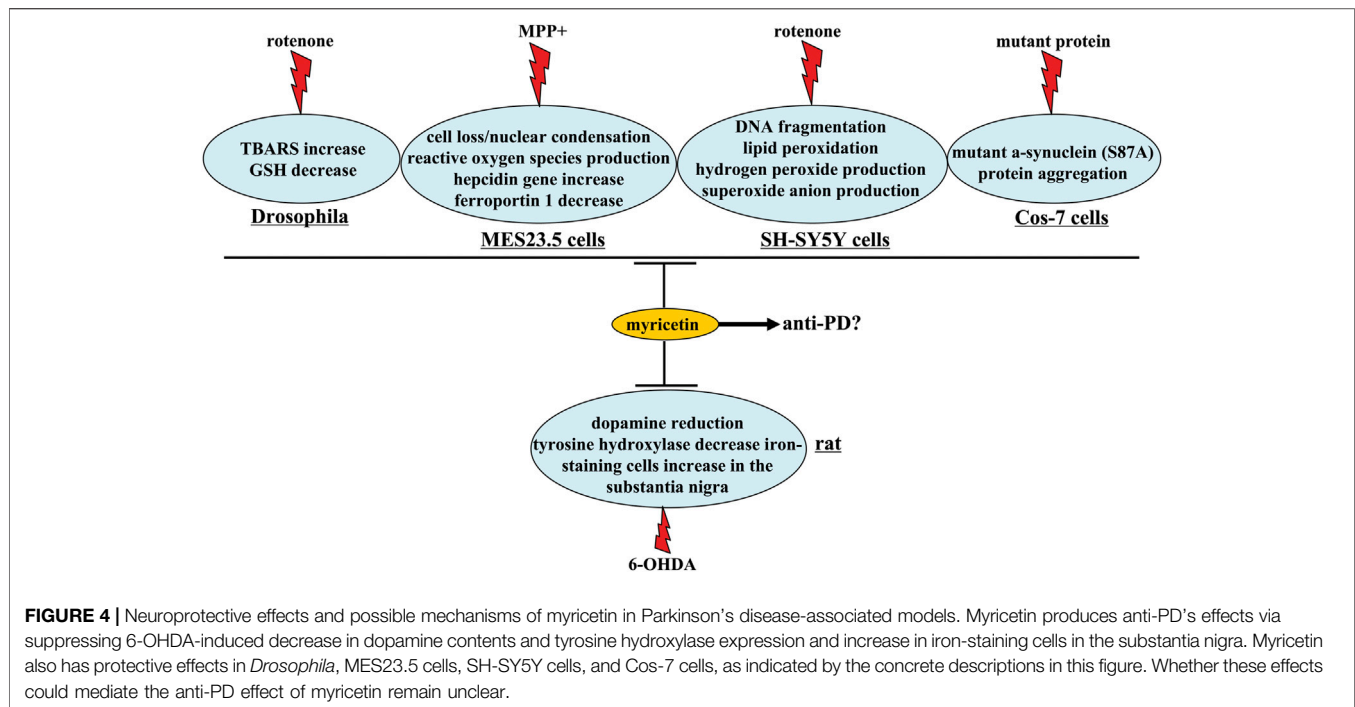 rotenone
MPP+
rotenone
mutant protein
TBARS increase
GSH decrease
Drosophila
cell loss/nuclear condensation
reactive oxygen species production
hepcidin gene increase
ferroportin 1 decrease
MES23.5 cells
DNA fragmentation
lipid peroxidation
hydrogen peroxide production
superoxide anion production
SH-SY5Y cells
mutant a-synuclein (S87A)
protein aggregation
Cos-7 cells
myricetin
anti-PD?
dopamine reduction
tyrosine hydroxylase decrease iron-
staining cells increase in the
substantia nigra
rat
6-OHDA
FIGURE 4 | Neuroprotective effects and possible mechanisms of myricetin in Parkinson’s disease-associated models. Myricetin produces anti-PD’s effects via
suppressing 6-OHDA-induced decrease in dopamine contents and tyrosine hydroxylase expression and increase in iron-staining cells in the substantia nigra. Myricetin
also has protective effects in Drosophila, MES23.5 cells, SH-SY5Y cells, and Cos-7 cells, as indicated by the concrete descriptions in this figure. Whether these effects
could mediate the anti-PD effect of myricetin remain unclear.